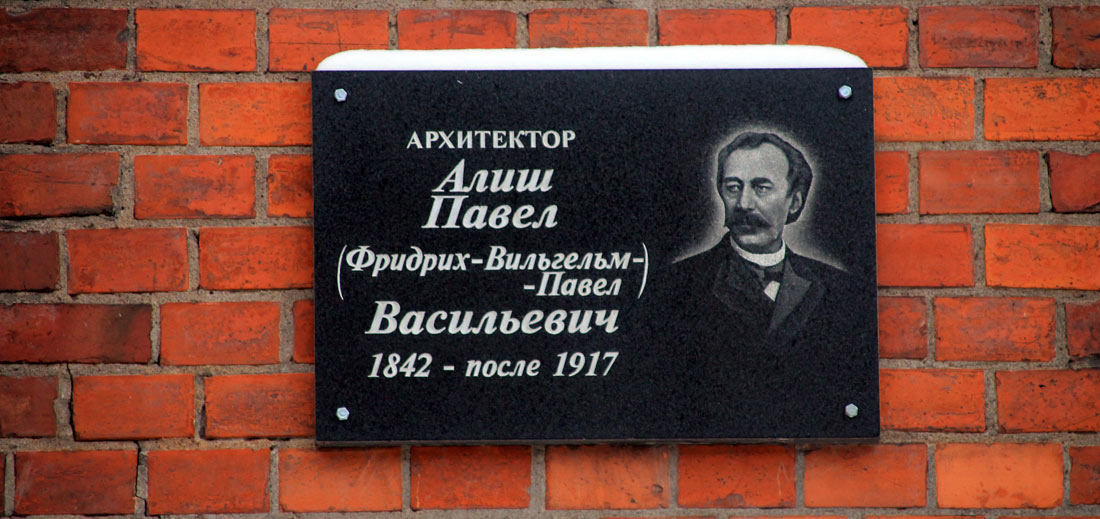 АРХИТЕКТОР
Алиш
Павел
(Фридрих-Вильгельм-
-Павел)
Васильевич
1842 - после 1917